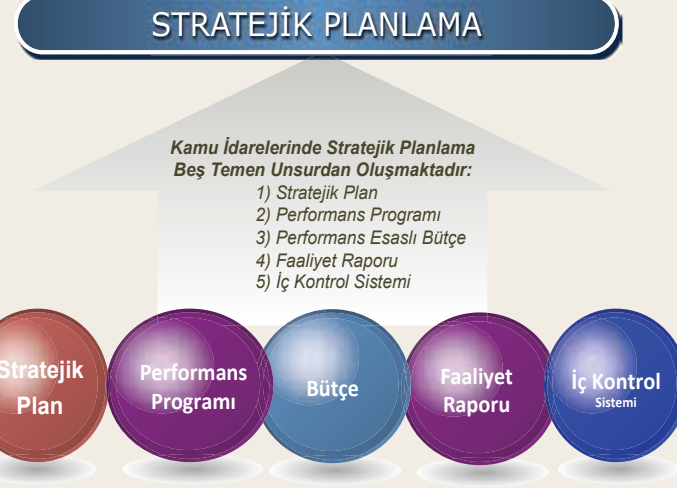 STRATEJİK PLANLAMA
Kamu İdarelerinde Stratejik Planlama
Beş Temen Unsurdan Oluşmaktadır:
1) Stratejik Plan
2) Performans Programı
3) Performans Esaslı Bütçe
4) Faaliyet Raporu
5) İç Kontrol Sistemi
Stratejik
Plan
Performans
Programı
Bütçe
Faaliyet
Raporu
İç Kontrol
Sistemi